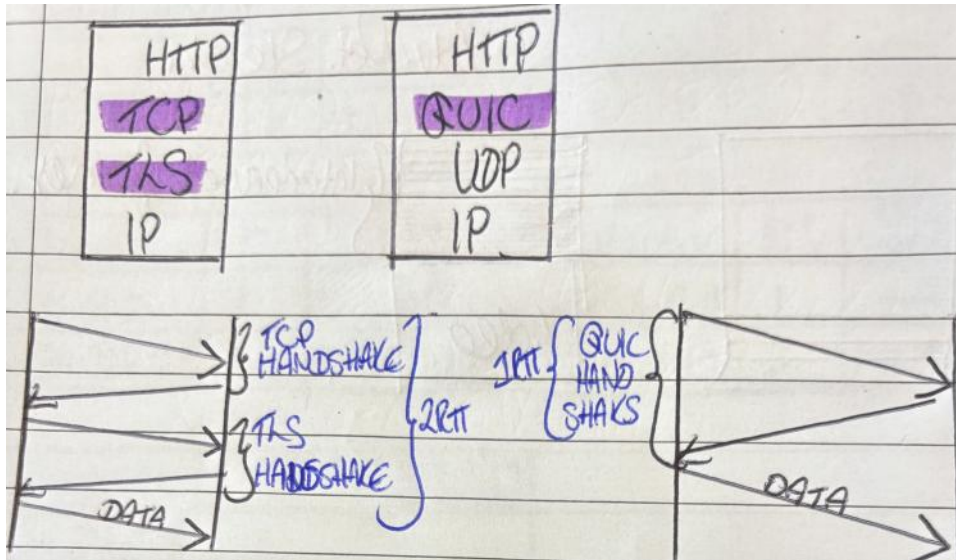 HTTP
TCP
TLS
IP
HTTP
QUIC
UDP
IP
TCP
HANDSHAKE
TLS
HANDSHAKE
2RTT
DATA
1RTT
QUIC
HAND
SHAKS
DATA